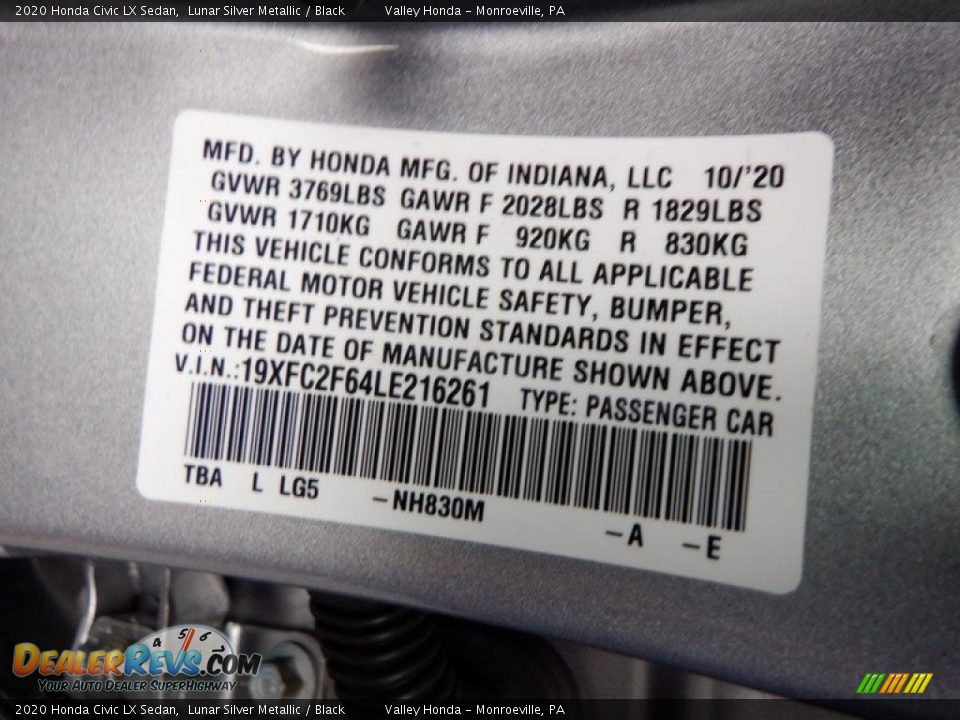 2020 Honda Civic LX Sedan,  Lunar Silver Metallic / Black    Valley Honda - Monroeville, PA
MFD. BY HONDA MFG. OF INDIANA, LLC  10/'20
GVWR 3769LBS GAWR F 2028LBS R 1829LBS
GVWR 1710KG GAWR F 920KG R 830KG
THIS VEHICLE CONFORMS TO ALL APPLICABLE
FEDERAL MOTOR VEHICLE SAFETY, BUMPER,
AND THEFT PREVENTION STANDARDS IN EFFECT
ON THE DATE OF MANUFACTURE SHOWN ABOVE.
V.I.N.:19XFC2F64LE216261 TYPE: PASSENGER CAR
TBA L LG5 -NH830M -A -E
4 5 6 7
DealerRevs.com
Your Auto Dealer SuperHighway
2020 Honda Civic LX Sedan,  Lunar Silver Metallic / Black    Valley Honda - Monroeville, PA